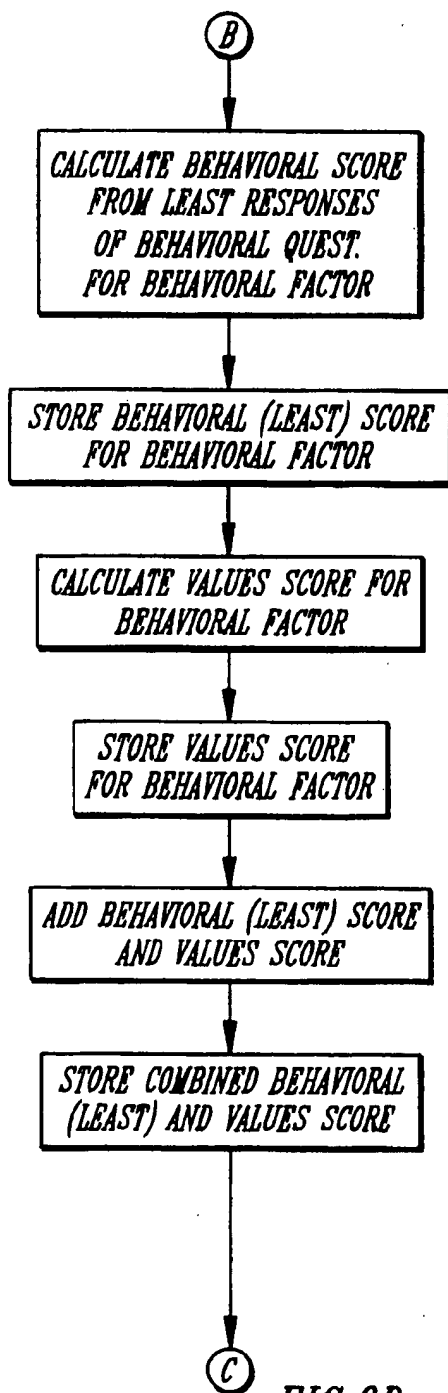 B
CALCULATE BEHAVIORAL SCORE
FROM LEAST RESPONSES
OF BEHAVIORAL QUEST.
FOR BEHAVIORAL FACTOR
STORE BEHAVIORAL (LEAST) SCORE
FOR BEHAVIORAL FACTOR
CALCULATE VALUES SCORE FOR
BEHAVIORAL FACTOR
STORE VALUES SCORE
FOR BEHAVIORAL FACTOR
ADD BEHAVIORAL (LEAST) SCORE
AND VALUES SCORE
STORE COMBINED BEHAVIORAL
(LEAST) AND VALUES SCORE
C